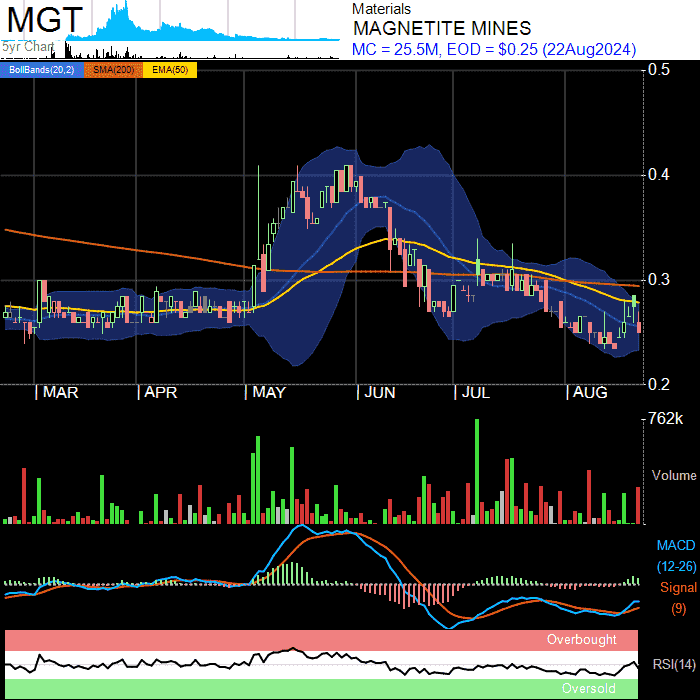 MGT
5yr Chart
Materials
MAGNETITE MINES
MC = 25.5M, EOD = $0.25 (22Aug2024)
BollBands(20,2) SMA(200) EMA(50)
0.5
0.4
0.3
0.2
MAR APR MAY JUN JUL AUG
762k
Volume
MACD
(12-26)
Signal
(9)
Overbought
RSI(14)
Oversold